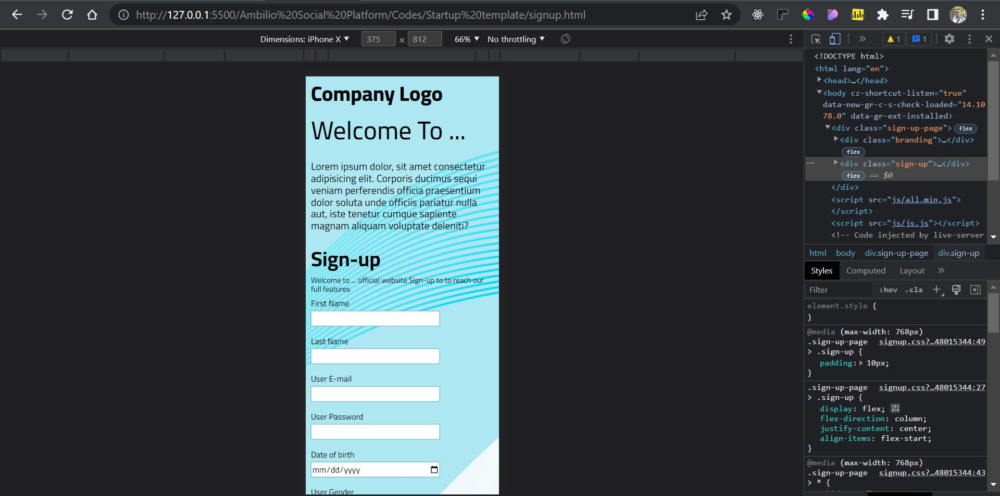 http://127.0.0.1:5500/Ambilio%20Social%20Platform/Codes/Startup%20template/signup.html
Dimensions: iPhone X ▼ 375 × 812 66% ▼ No throttling ▼
1 1
Company Logo
Welcome To ...
Lorem ipsum dolor, sit amet consectetur
adipisicing elit. Corporis ducimus sequi
veniam perferendis officia praesentium
dolor soluta unde officiis pariatur nulla
aut, iste tenetur cumque sapiente
magnam aliquam voluptate deleniti?
Sign-up
Welcome to ... official website Sign-up to to reach our
full features
First Name
Last Name
User E-mail
User Password
Date of birth
mm/dd/yyyy
User Gender
<!DOCTYPE html>
<html lang="en">
<head>…</head>
<body cz-shortcut-listen="true"
data-new-gr-c-s-check-loaded="14.10
78.0" data-gr-ext-installed>
<div class="sign-up-page"> flex
<div class="branding">…</div>
flex
<div class="sign-up">…</div>
flex == $0
</div>
<script src="js/all.min.js">
</script>
<script src="js/js.js"></script>
<!-- Code injected by live-server
html body div.sign-up-page div.sign-up
Styles Computed Layout »
Filter :hov .cls +
element.style {
}
@media (max-width: 768px)
.sign-up-page signup.css?…48015344:49
> .sign-up {
padding: 10px;
}
.sign-up-page signup.css?…48015344:27
> .sign-up {
display: flex;
flex-direction: column;
justify-content: center;
align-items: flex-start;
}
@media (max-width: 768px)
.sign-up-page signup.css?…48015344:43
> * {